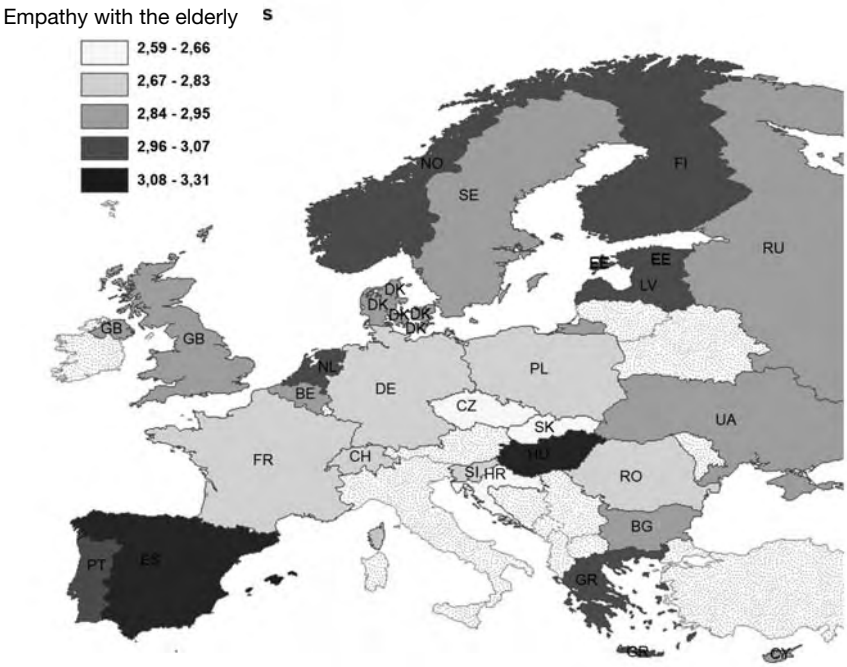 Empathy with the elderly S
2,59 - 2,66
2,67 - 2,83
2,84 - 2,95
2,96 - 3,07
3,08 - 3,31
NO
FI
SE
RU
EE EE
LV
DK
DK
DK DK
DK
GB GB
NL
BE
DE
PL
CZ
UA
SK
FR
CH
HU
SI HR
RO
BG
PT ES
GR
GR
CY